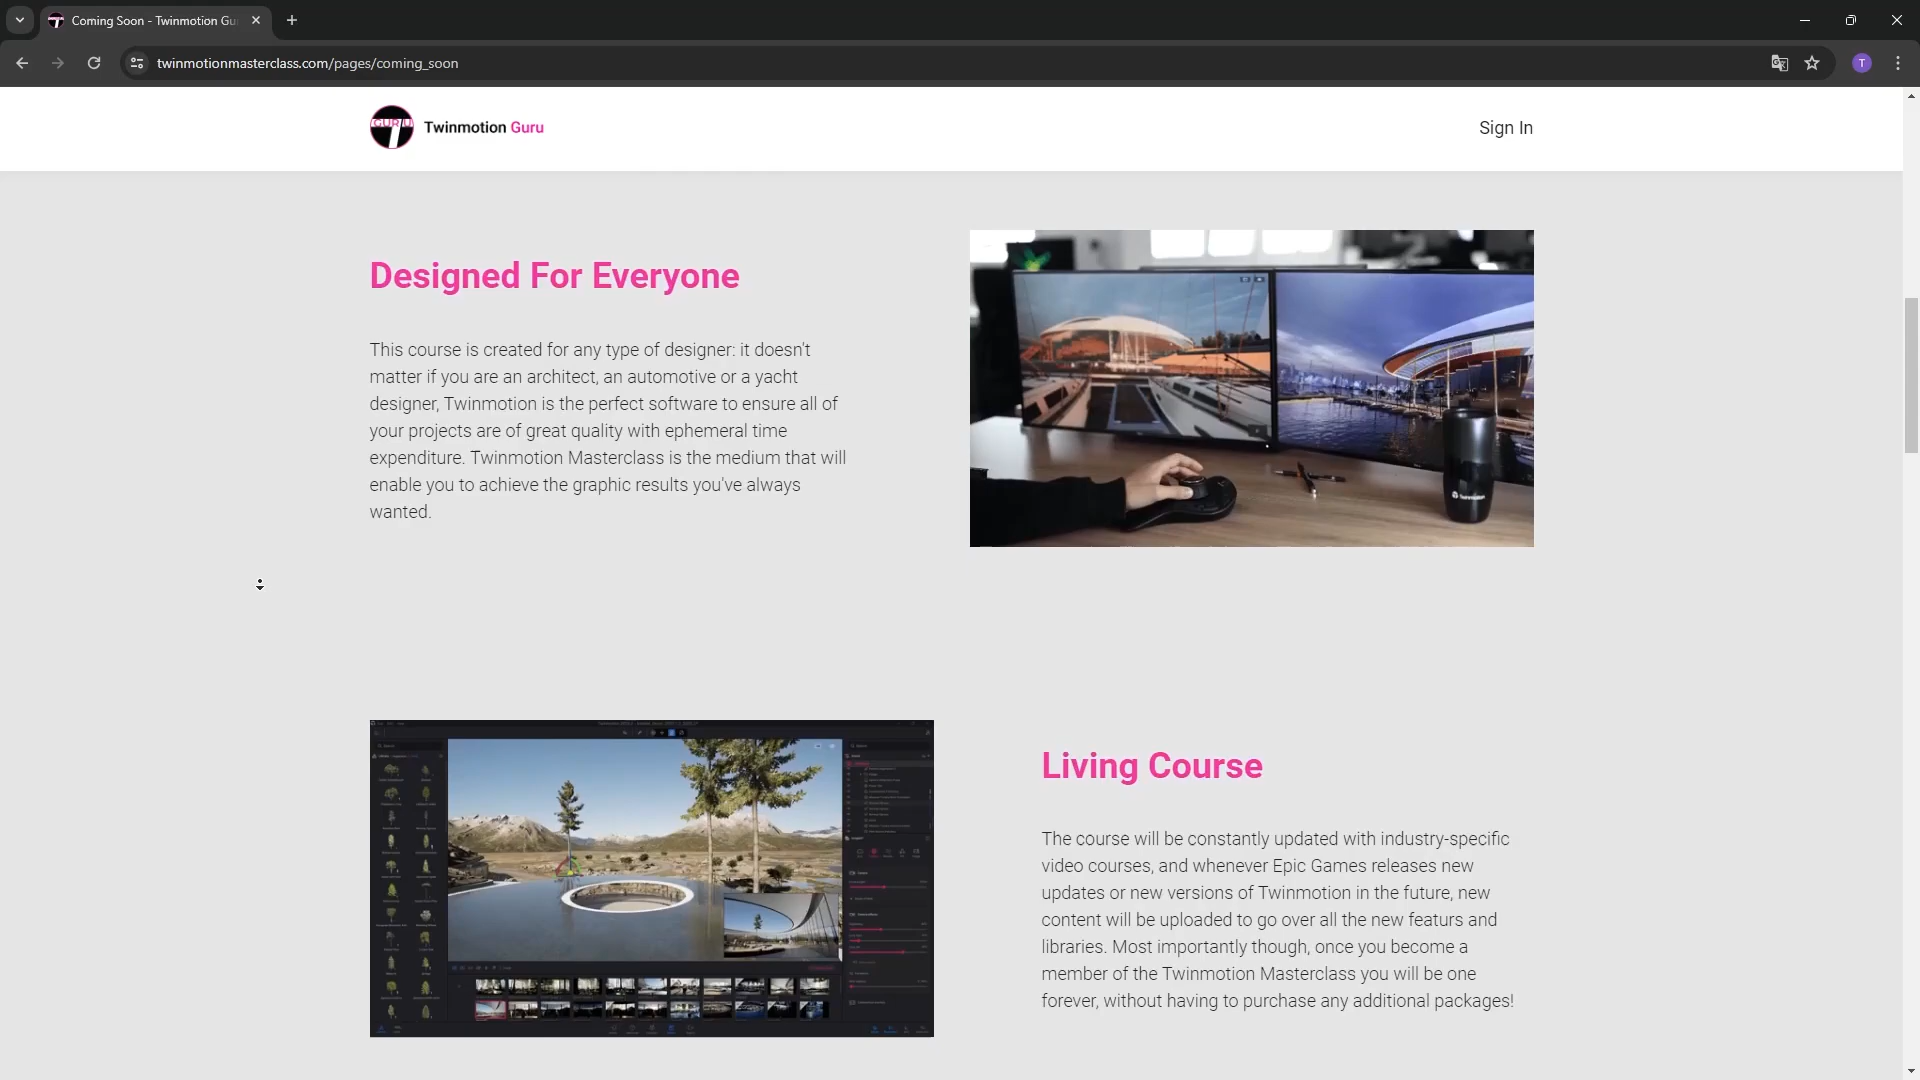 Coming Soon - Twinmotion Gu
twinmotionmasterclass.com/pages/coming_soon
T
GURU
Twinmotion Guru
Sign In
Designed For Everyone
This course is created for any type of designer: it doesn't
matter if you are an architect, an automotive or a yacht
designer, Twinmotion is the perfect software to ensure all of
your projects are of great quality with ephemeral time
expenditure. Twinmotion Masterclass is the medium that will
enable you to achieve the graphic results you've always
wanted.
Twinmotion
Living Course
The course will be constantly updated with industry-specific
video courses, and whenever Epic Games releases new
updates or new versions of Twinmotion in the future, new
content will be uploaded to go over all the new featurs and
libraries. Most importantly though, once you become a
member of the Twinmotion Masterclass you will be one
forever, without having to purchase any additional packages!